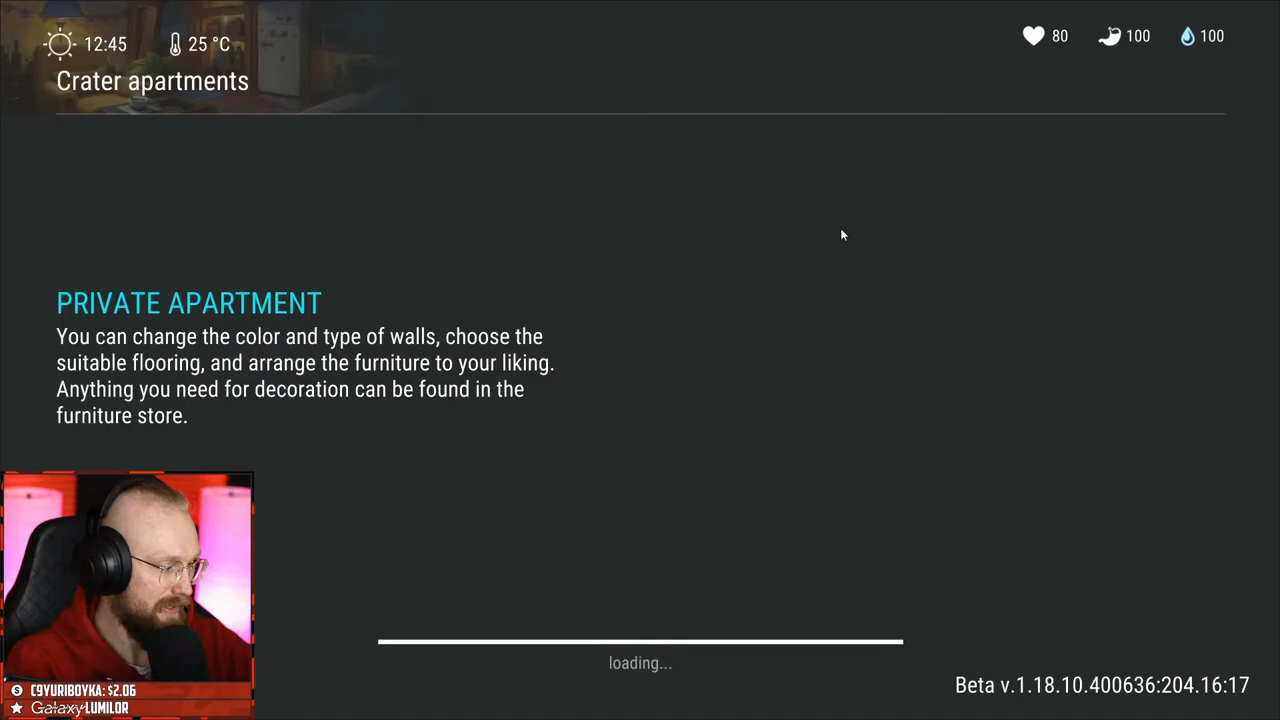 12:45 25 °C 80 100 100
Crater apartments
PRIVATE APARTMENT
You can change the color and type of walls, choose the
suitable flooring, and arrange the furniture to your liking.
Anything you need for decoration can be found in the
furniture store.
loading...
Beta v.1.18.10.400636:204.16:17
C9YURIBOYKA: $2.06
GalaxyLUMILOR